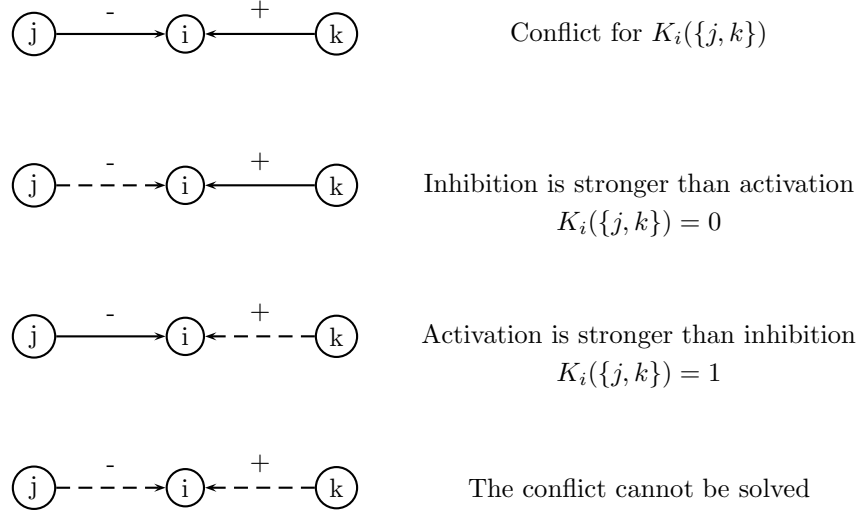 - +
j i k Conflict for K_i({j, k})
- +
j i k Inhibition is stronger than activation
K_i({j, k}) = 0
- +
j i k Activation is stronger than inhibition
K_i({j, k}) = 1
- +
j i k The conflict cannot be solved